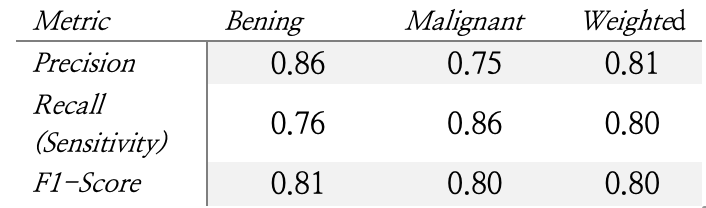 Metric Bening Malignant Weighted
Precision 0.86 0.75 0.81
Recall
(Sensitivity) 0.76 0.86 0.80
F1-Score 0.81 0.80 0.80